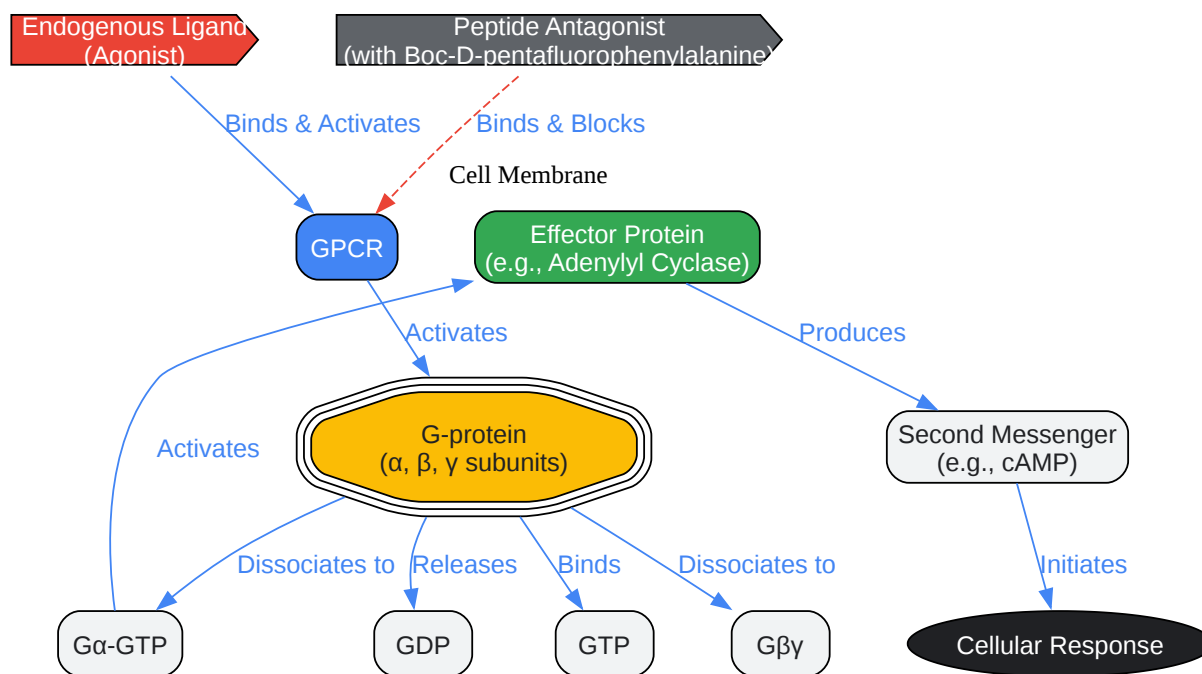 Endogenous Ligand
(Agonist)
Peptide Antagonist
(with Boc-D-pentafluorophenylalanine)
Binds & Activates
Binds & Blocks
Cell Membrane
GPCR
Effector Protein
(e.g., Adenylyl Cyclase)
Activates
Produces
G-protein
(α, β, γ subunits)
Activates
Second Messenger
(e.g., cAMP)
Dissociates to
Releases
Binds
Dissociates to
Initiates
Gα-GTP
GDP
GTP
Gβγ
Cellular Response